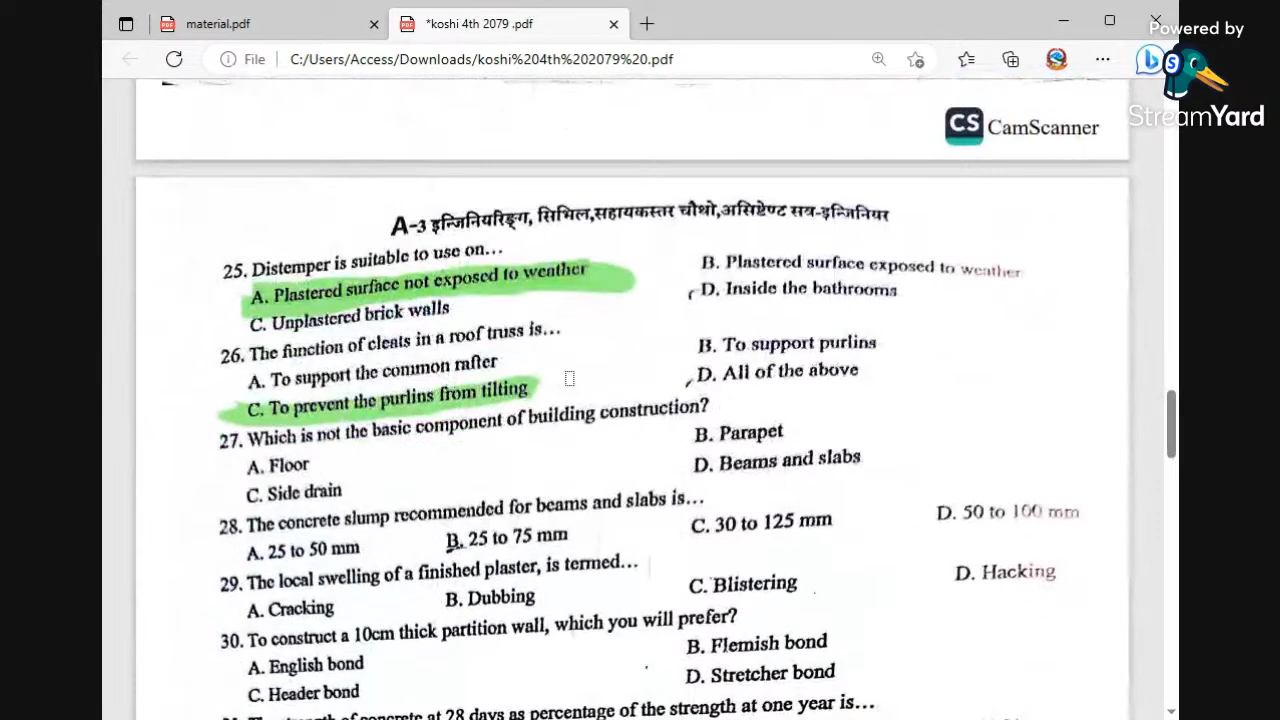 material.pdf
*koshi 4th 2079 .pdf
Powered by
File C:/Users/Access/Downloads/koshi%204th%202079%20.pdf
StreamYard
CS CamScanner
A-3 इन्जिनियरिङ्ग, सिभिल,सहायकस्तर चौथो,असिष्टेण्ट सव-इन्जिनियर
25. Distemper is suitable to use on...
A. Plastered surface not exposed to weather B. Plastered surface exposed to weather
C. Unplastered brick walls D. Inside the bathrooms
26. The function of cleats in a roof truss is...
A. To support the common rafter B. To support purlins
C. To prevent the purlins from tilting D. All of the above
27. Which is not the basic component of building construction?
A. Floor B. Parapet
C. Side drain D. Beams and slabs
28. The concrete slump recommended for beams and slabs is...
A. 25 to 50 mm B. 25 to 75 mm C. 30 to 125 mm D. 50 to 100 mm
29. The local swelling of a finished plaster, is termed...
A. Cracking B. Dubbing C. Blistering D. Hacking
30. To construct a 10cm thick partition wall, which you will prefer?
A. English bond B. Flemish bond
C. Header bond D. Stretcher bond
strength of concrete at 28 days as percentage of the strength at one year is...